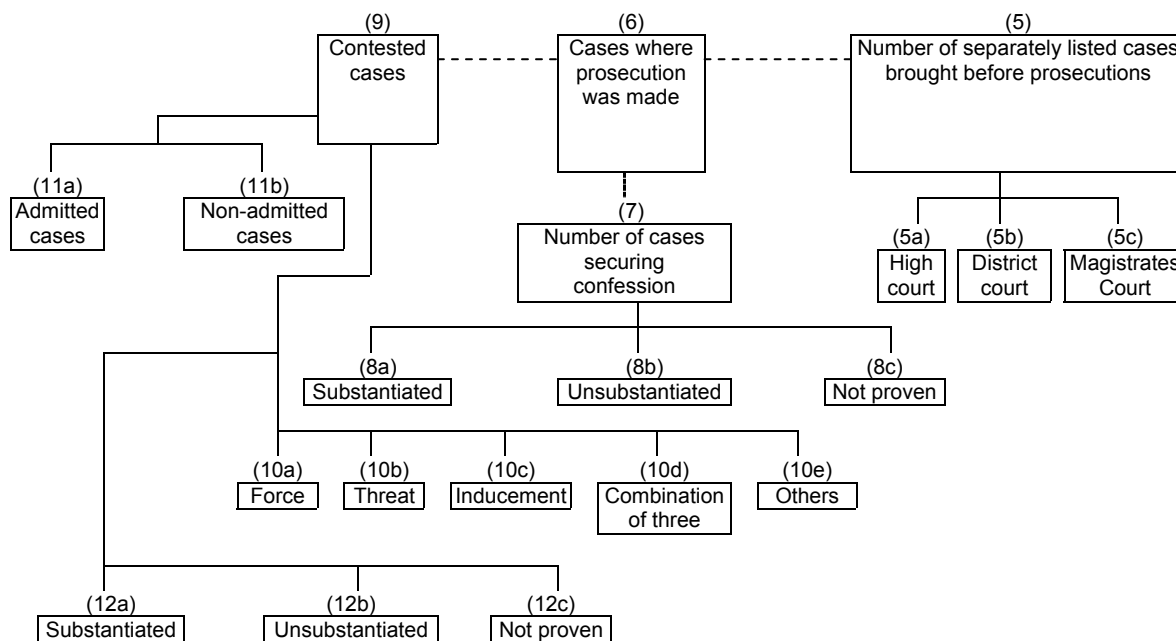 (9)
Contested
cases
(6)
Cases where
prosecution
was made
(5)
Number of separately listed cases
brought before prosecutions
(11a)
Admitted
cases
(11b)
Non-admitted
cases
(7)
Number of cases
securing
confession
(5a)
High
court
(5b)
District
court
(5c)
Magistrates
Court
(8a)
Substantiated
(8b)
Unsubstantiated
(8c)
Not proven
(10a)
Force
(10b)
Threat
(10c)
Inducement
(10d)
Combination
of three
(10e)
Others
(12a)
Substantiated
(12b)
Unsubstantiated
(12c)
Not proven